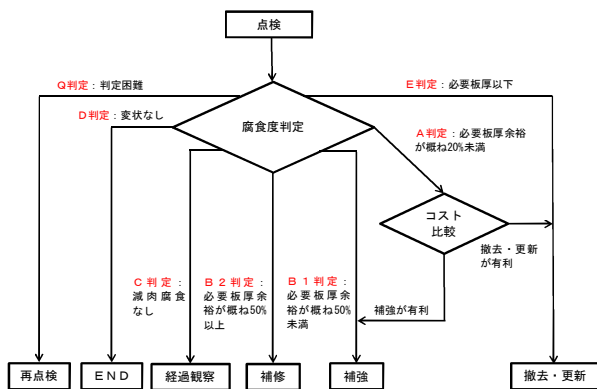 点検
Q判定：判定困難
E判定：必要板厚以下
D判定：変状なし
腐食度判定
A判定：必要板厚余裕
が概ね20%未満
コスト
比較
撤去・更新
が有利
C判定：
減肉腐食
なし
B2判定：
必要板厚余
裕が概ね50%
以上
B1判定：
必要板厚余
裕が概ね50%
未満
補強が有利
再点検
END
経過観察
補修
補強
撤去・更新